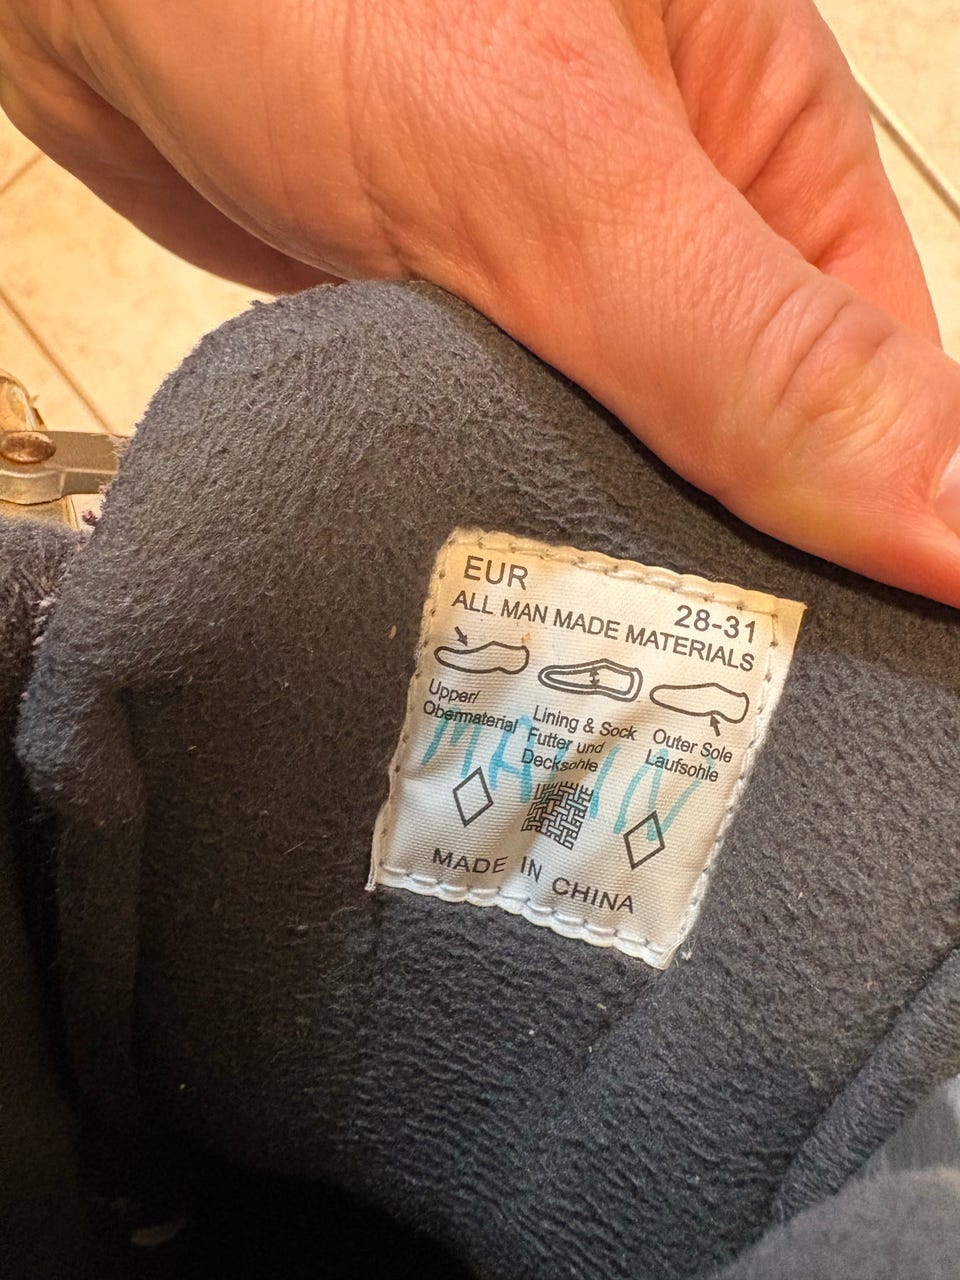 EUR 28-31
ALL MAN MADE MATERIALS
Upper/
Obermaterial
Lining & Sock
Futter und
Decksohle
Outer Sole
Laufsohle
MADE IN CHINA